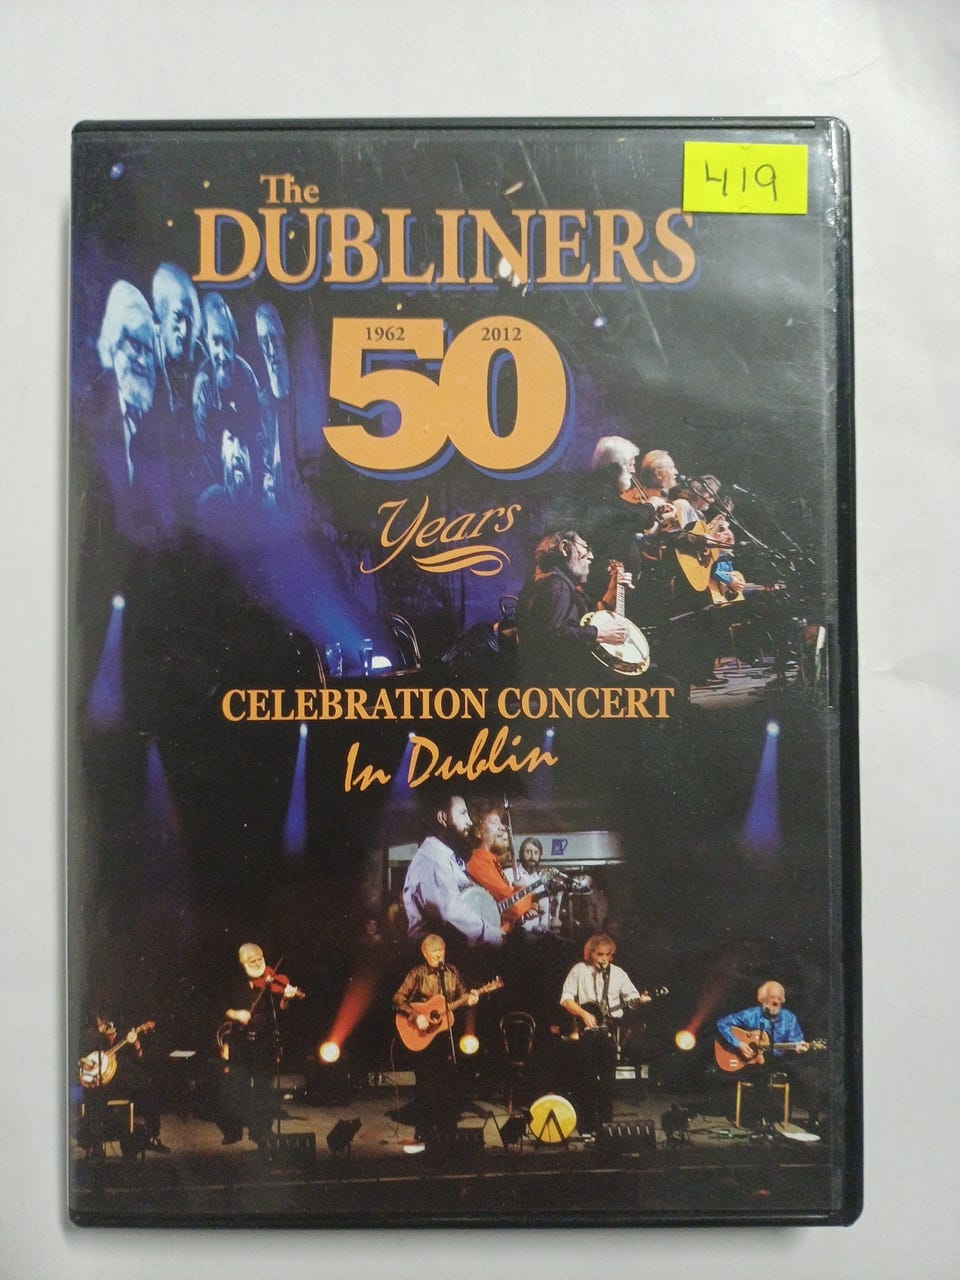 419
The
DUBLINERS
1962 2012
50
Years
CELEBRATION CONCERT
In Dublin